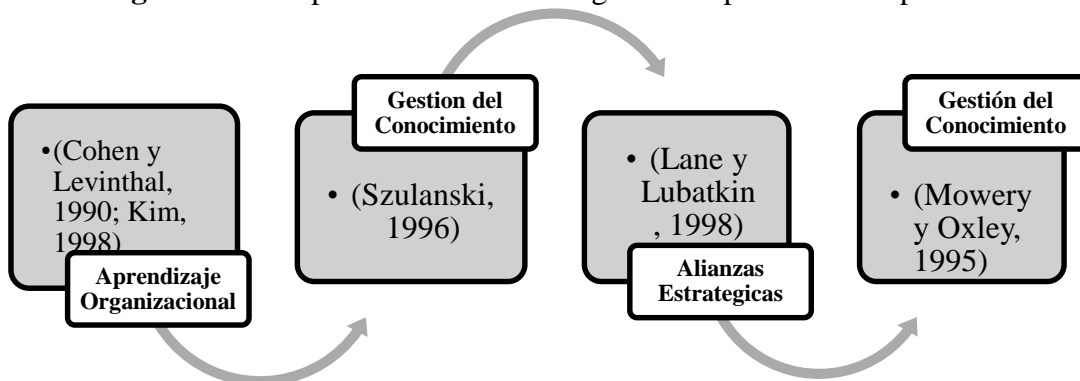 •(Cohen y
Levinthal,
1990; Kim,
1998)
Aprendizaje
Organizacional
Gestion del
Conocimiento
• (Szulanski,
1996)
• (Lane y
Lubatkin
, 1998)
Alianzas
Estrategicas
Gestión del
Conocimiento
• (Mowery
y Oxley,
1995)